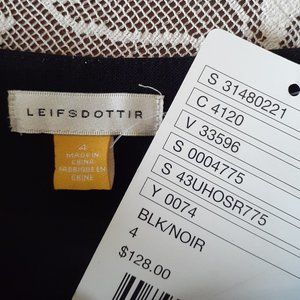 LEIFSDOTTIR
4
MADE IN
CHINA
FABRIQUÉ EN
CHINE
S 31480221
C 4120
V 33596
S 0004775
S 43UHOSR775
Y 0074
BLK/NOIR
4
$128.00